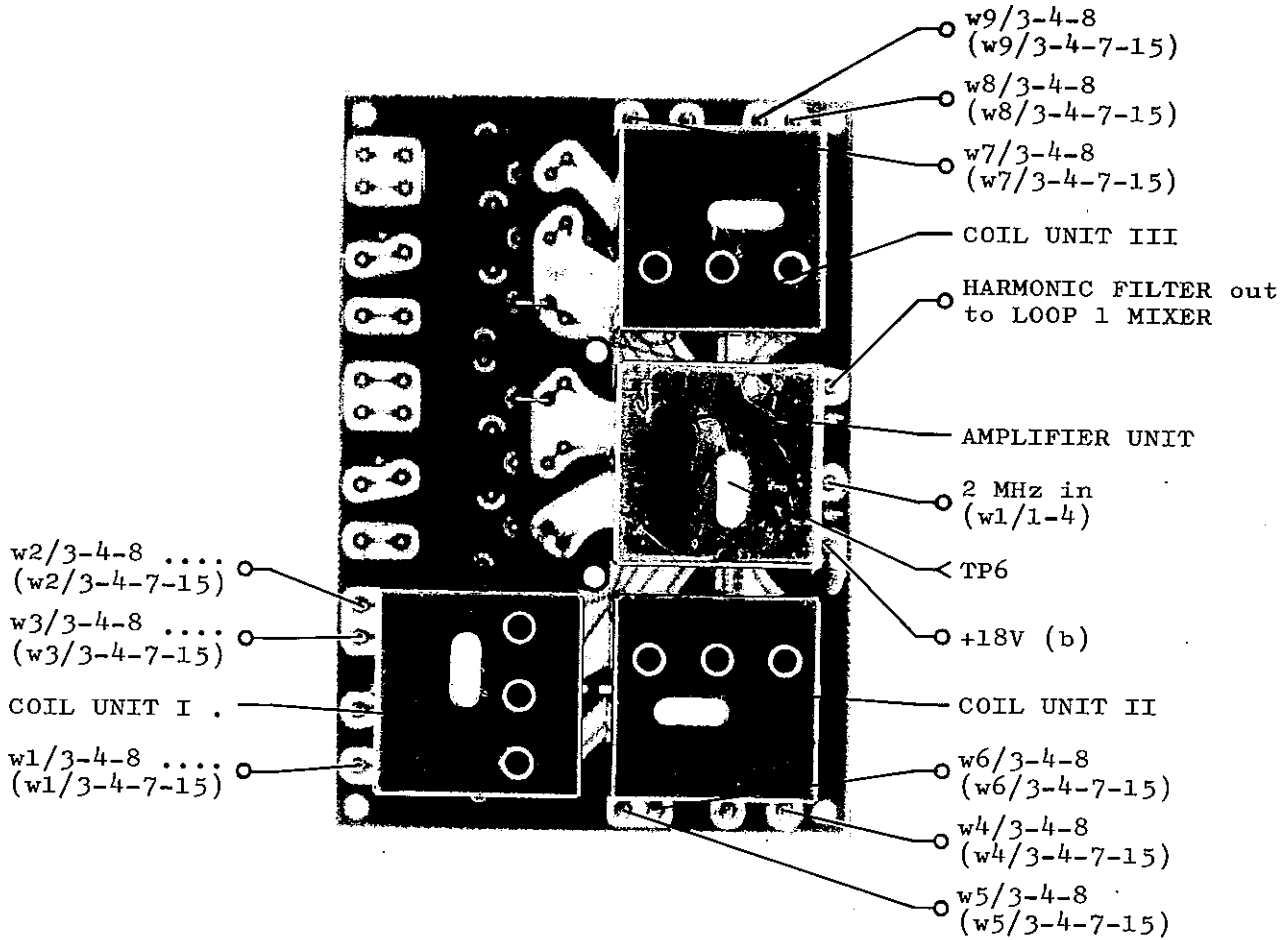 w9/3-4-8
(w9/3-4-7-15)
w8/3-4-8
(w8/3-4-7-15)
w7/3-4-8
(w7/3-4-7-15)
COIL UNIT III
HARMONIC FILTER out
to LOOP 1 MIXER
AMPLIFIER UNIT
2 MHz in
(w1/1-4)
TP6
+18V (b)
COIL UNIT II
w6/3-4-8
(w6/3-4-7-15)
w4/3-4-8
(w4/3-4-7-15)
w5/3-4-8
(w5/3-4-7-15)
w2/3-4-8 ....
(w2/3-4-7-15)
w3/3-4-8 ....
(w3/3-4-7-15)
COIL UNIT I .
w1/3-4-8 ....
(w1/3-4-7-15)